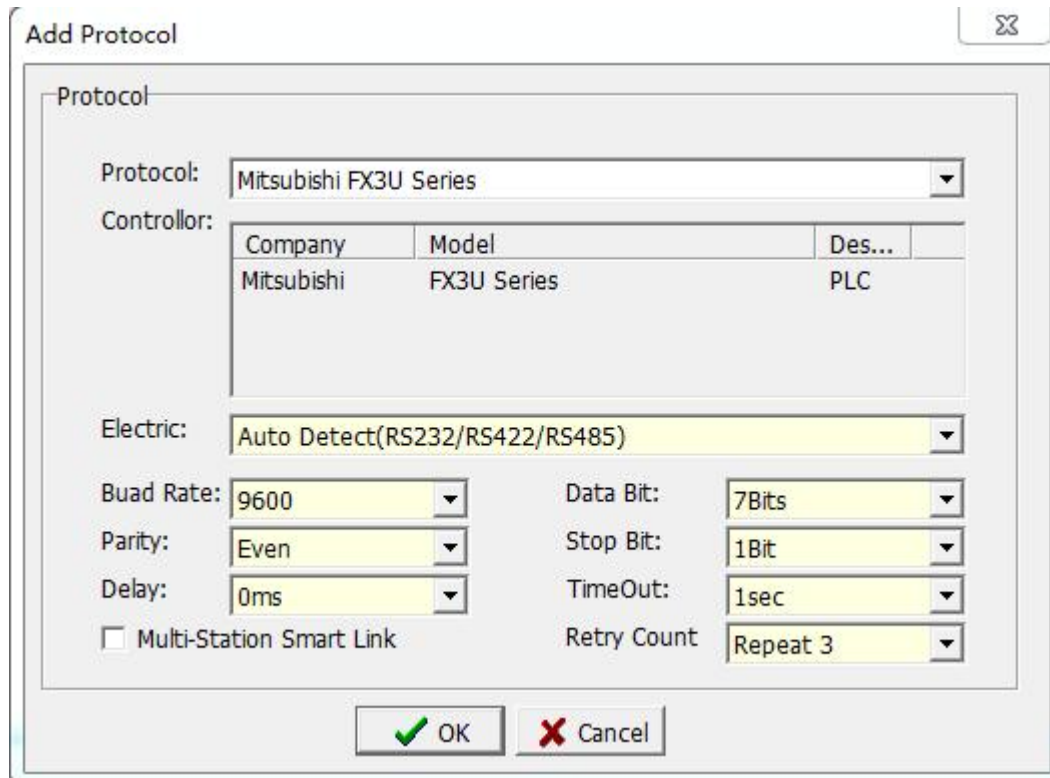 Add Protocol
Protocol
Protocol: Mitsubishi FX3U Series
Controllor:
Company Model Des...
Mitsubishi FX3U Series PLC
Electric: Auto Detect(RS232/RS422/RS485)
Buad Rate: 9600 Data Bit: 7Bits
Parity: Even Stop Bit: 1Bit
Delay: 0ms TimeOut: 1sec
Multi-Station Smart Link Retry Count Repeat 3
OK Cancel